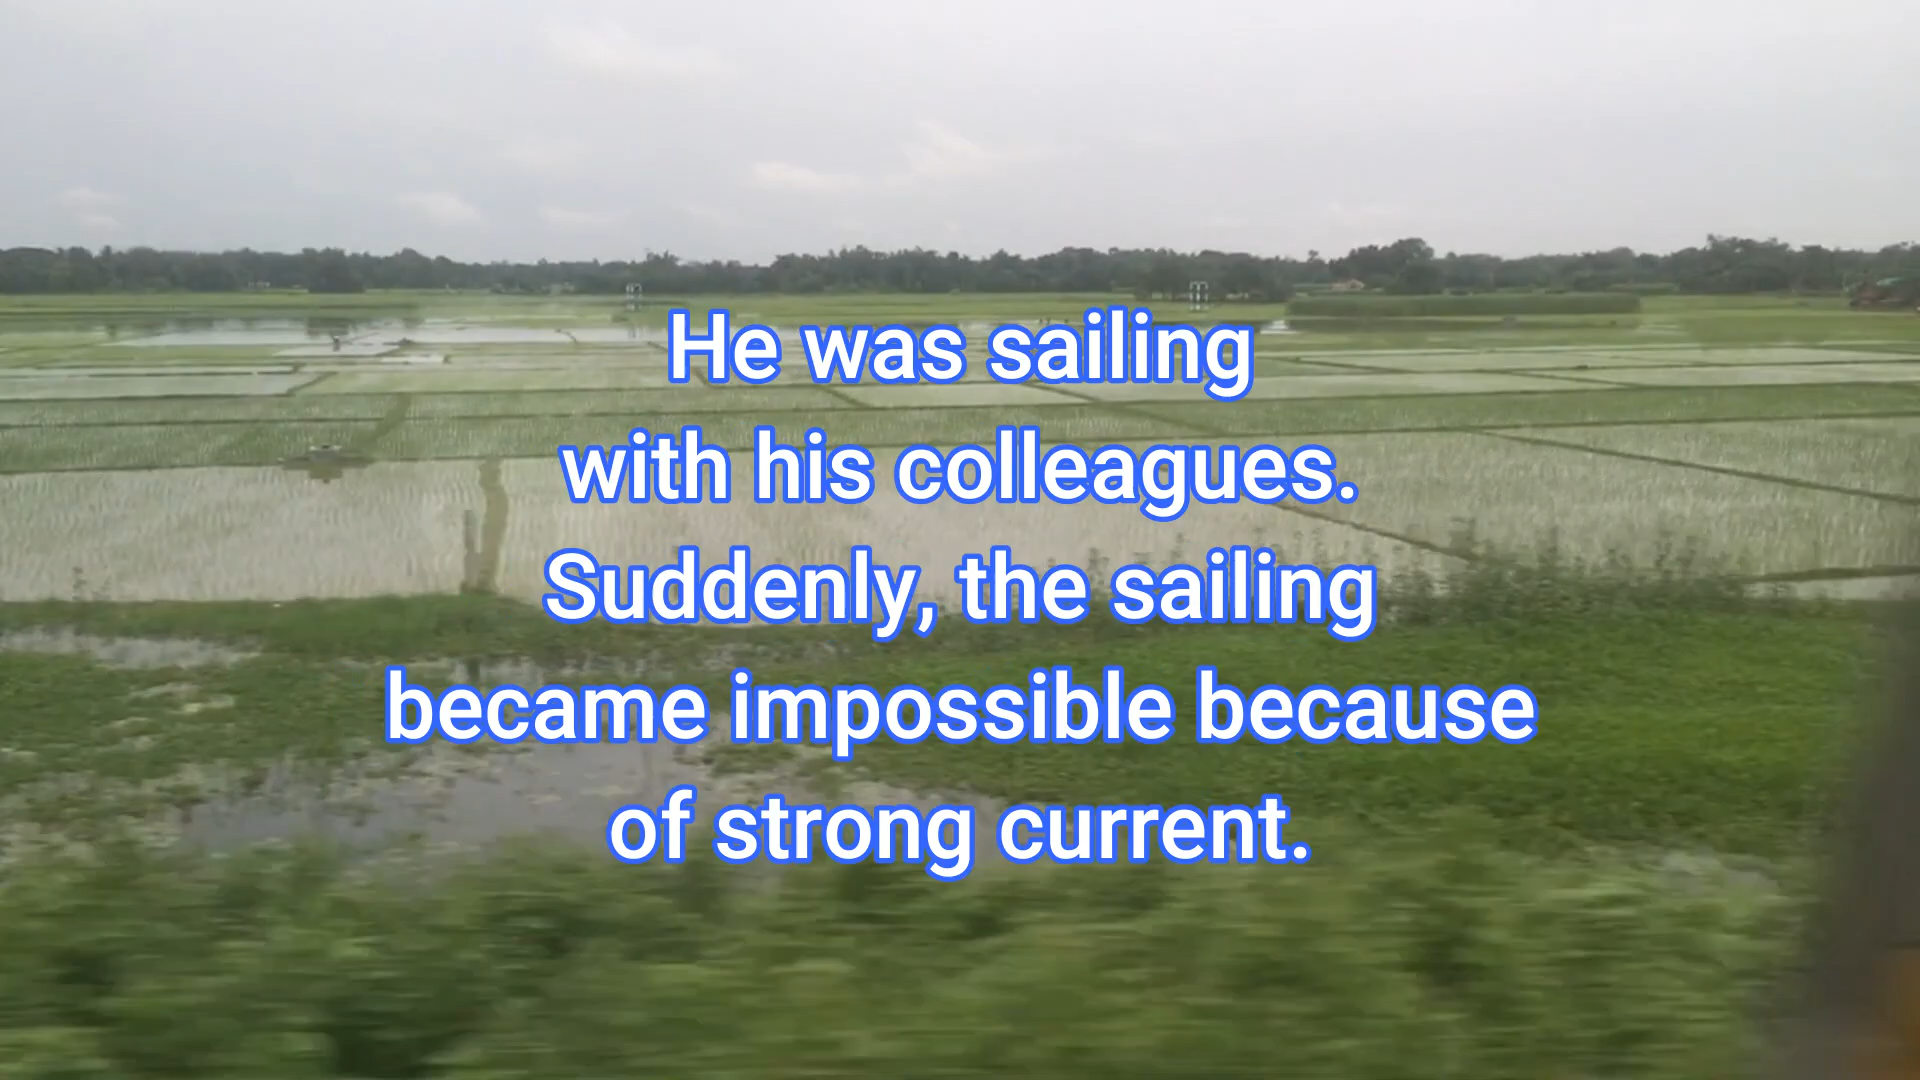 He was sailing
with his colleagues.
Suddenly, the sailing
became impossible because
of strong current.